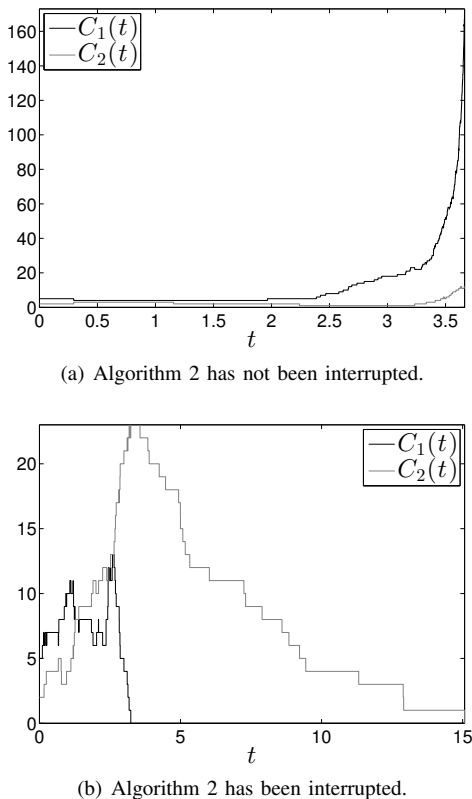 160
140
120
100
80
60
40
20
0
C₁(t)
C₂(t)
0 0.5 1 1.5 2 2.5 3 3.5
t
(a) Algorithm 2 has not been interrupted.
20
15
10
5
0
C₁(t)
C₂(t)
0 5 10 15
t
(b) Algorithm 2 has been interrupted.